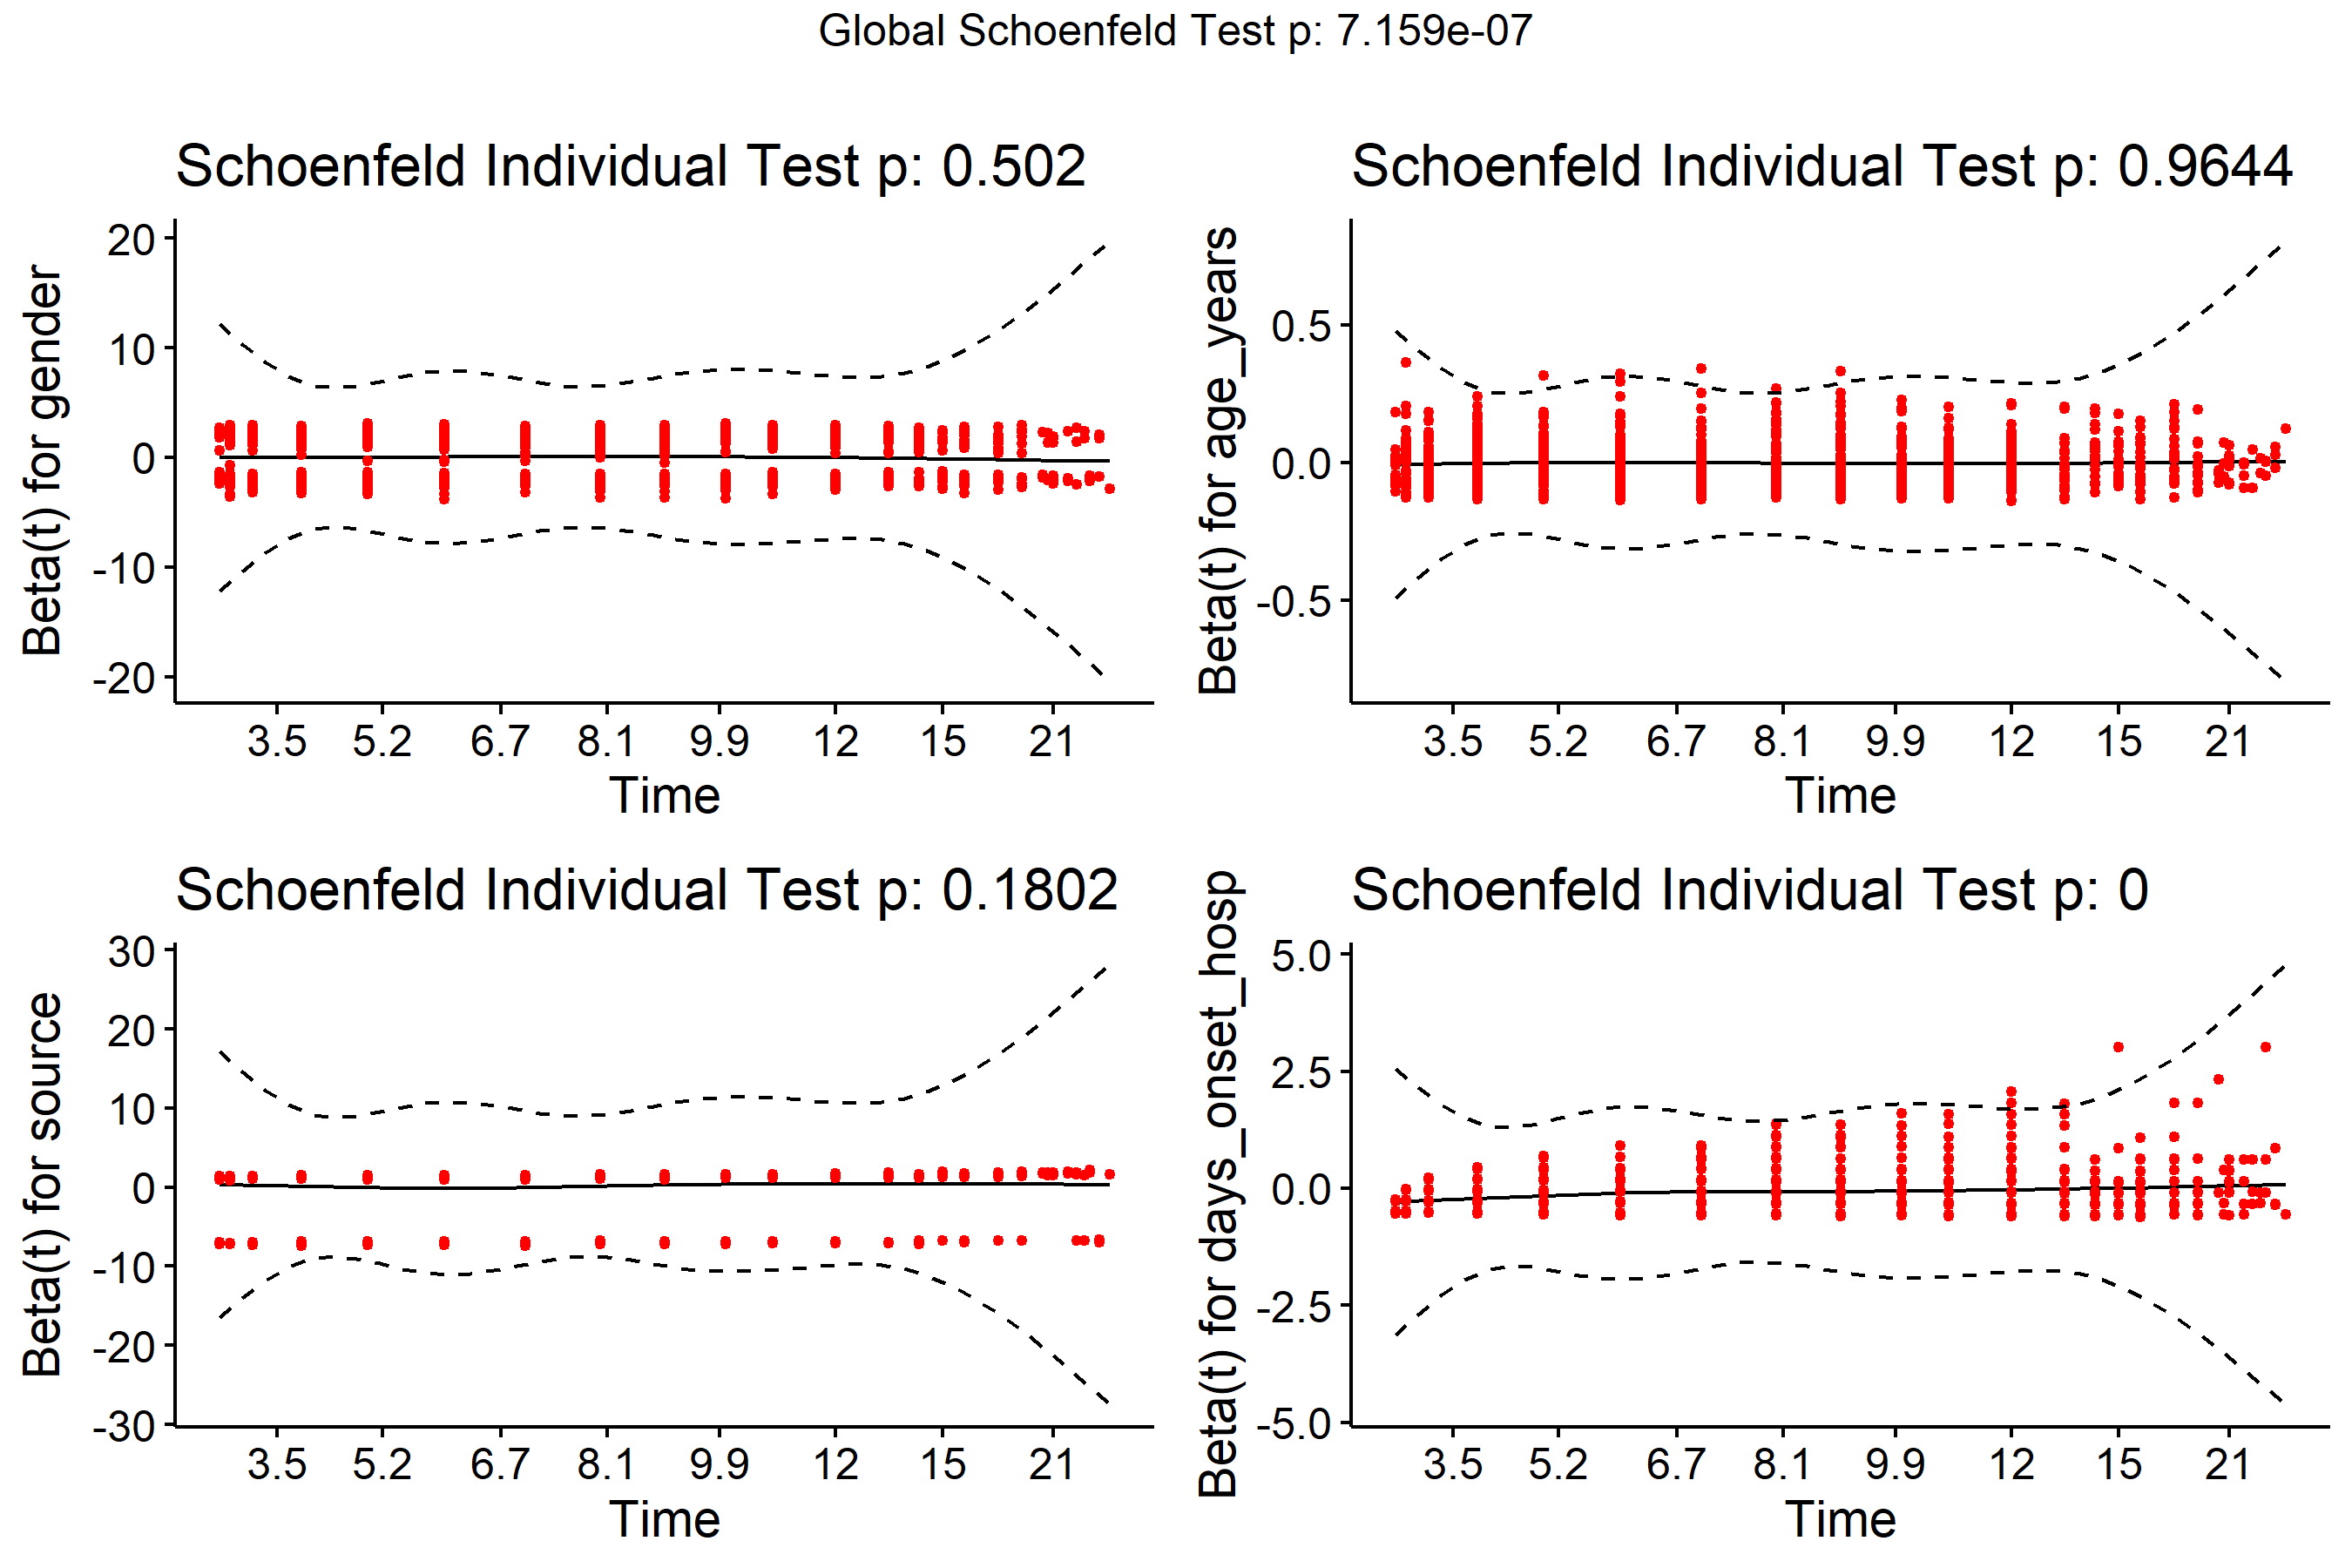 Global Schoenfeld Test p: 7.159e-07
Schoenfeld Individual Test p: 0.502
Beta(t) for gender
20
10
0
-10
-20
3.5 5.2 6.7 8.1 9.9 12 15 21
Time
Schoenfeld Individual Test p: 0.9644
Beta(t) for age_years
0.5
0.0
-0.5
3.5 5.2 6.7 8.1 9.9 12 15 21
Time
Schoenfeld Individual Test p: 0.1802
Beta(t) for source
30
20
10
0
-10
-20
-30
3.5 5.2 6.7 8.1 9.9 12 15 21
Time
Schoenfeld Individual Test p: 0
Beta(t) for days_onset_hosp
5.0
2.5
0.0
-2.5
-5.0
3.5 5.2 6.7 8.1 9.9 12 15 21
Time